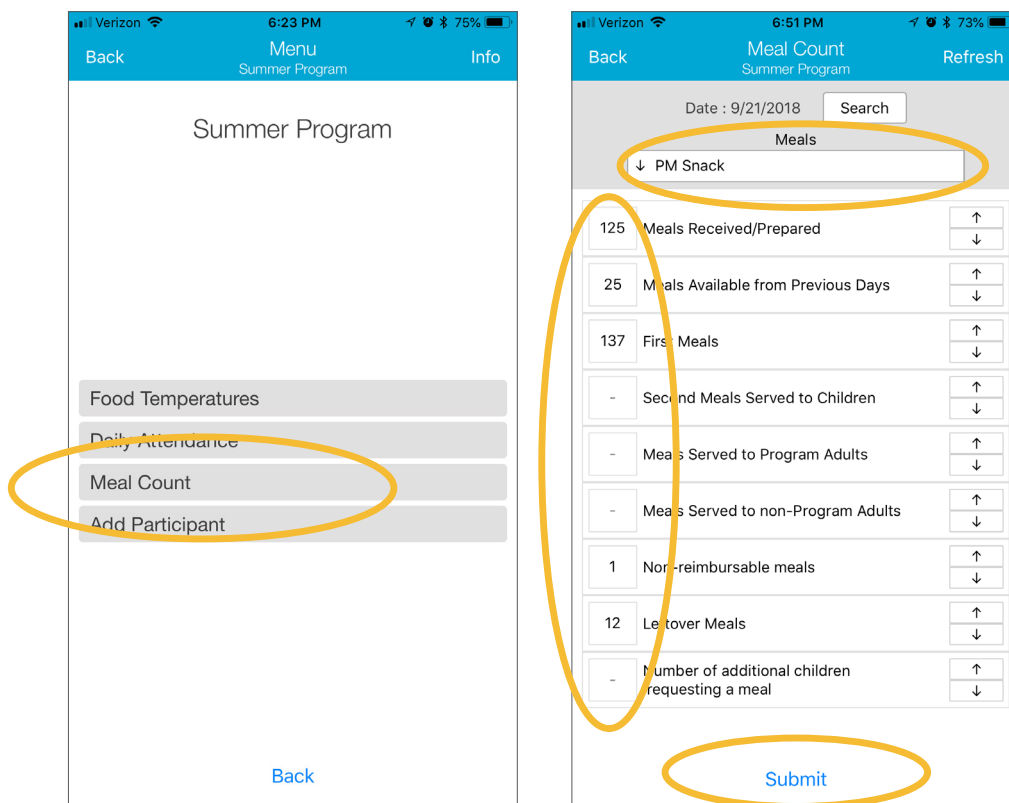 Verizon 6:23 PM 75%
Back Menu Info
Summer Program
Summer Program
Food Temperatures
Daily Attendance
Meal Count
Add Participant
Back
Verizon 6:51 PM 73%
Back Meal Count Refresh
Summer Program
Date : 9/21/2018 Search
Meals
↓ PM Snack
125 Meals Received/Prepared ↑
↓
25 Meals Available from Previous Days ↑
↓
137 First Meals ↑
↓
- Second Meals Served to Children ↑
↓
- Meals Served to Program Adults ↑
↓
- Meals Served to non-Program Adults ↑
↓
1 Non-reimbursable meals ↑
↓
12 Leftover Meals ↑
↓
- Number of additional children ↑
requesting a meal ↓
Submit